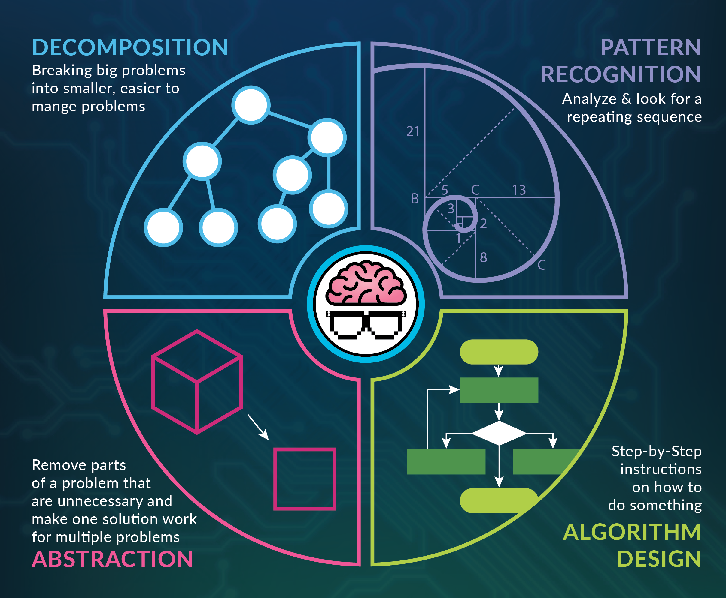 DECOMPOSITION
Breaking big problems
into smaller, easier to
mange problems
PATTERN
RECOGNITION
Analyze & look for a
repeating sequence
21
B
5
C
13
3
2
1
8
C
Remove parts
of a problem that
are unnecessary and
make one solution work
for multiple problems
ABSTRACTION
Step-by-Step
instructions
on how to
do something
ALGORITHM
DESIGN